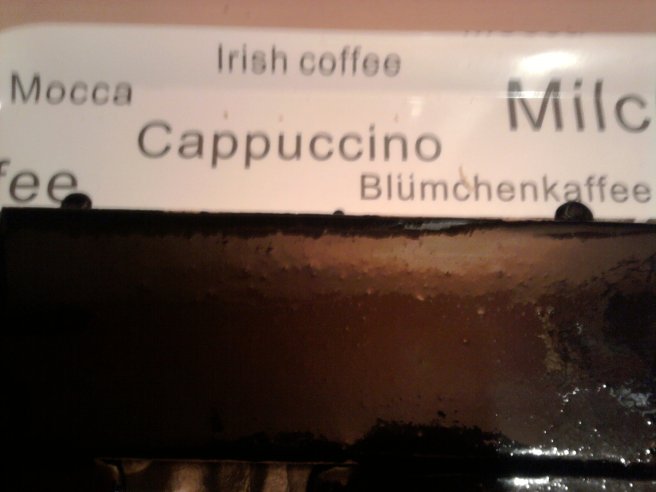 Irish coffee
Mocca
Milc
Cappuccino
fee
Blümchenkaffee